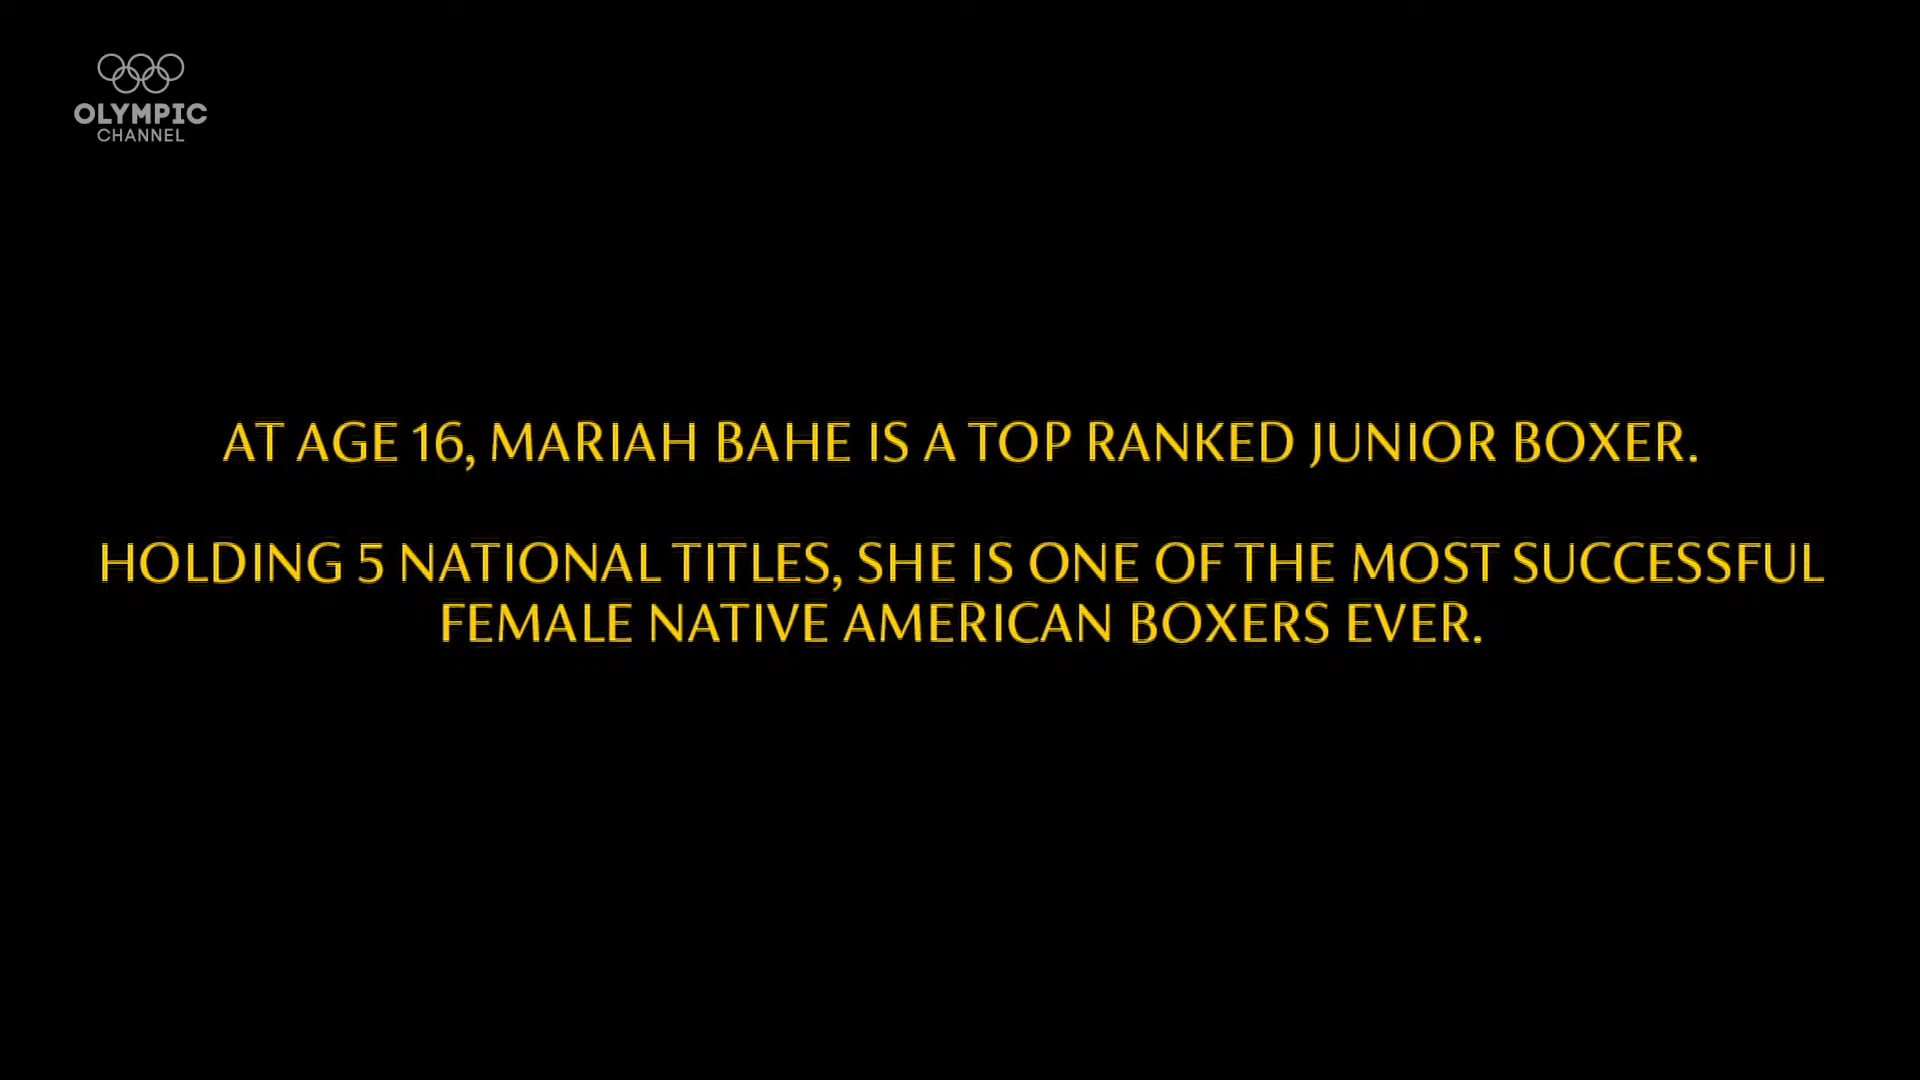 OLYMPIC
CHANNEL
AT AGE 16, MARIAH BAHE IS A TOP RANKED JUNIOR BOXER.
HOLDING 5 NATIONAL TITLES, SHE IS ONE OF THE MOST SUCCESSFUL
FEMALE NATIVE AMERICAN BOXERS EVER.